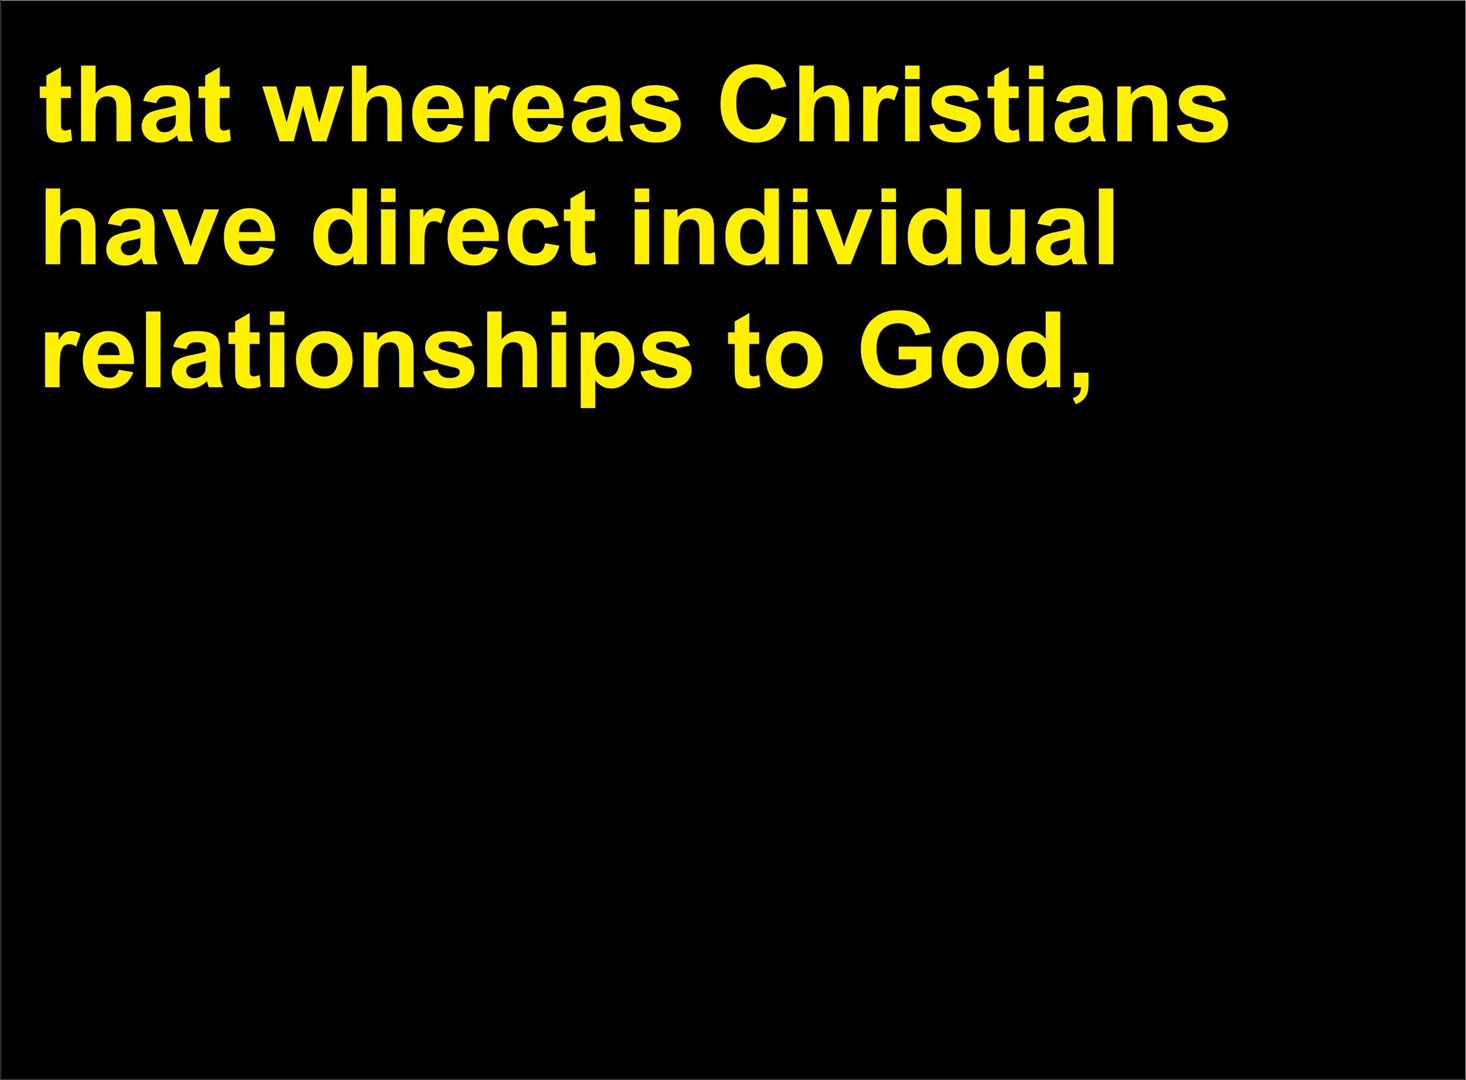 that whereas Christians
have direct individual
relationships to God,